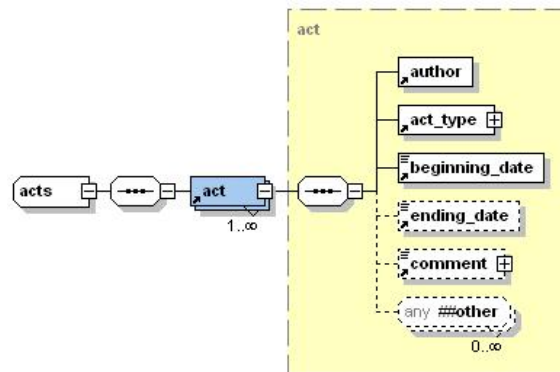 act
author
act_type
acts
act
beginning_date
1..∞
ending_date
comment
any ##other
0..∞